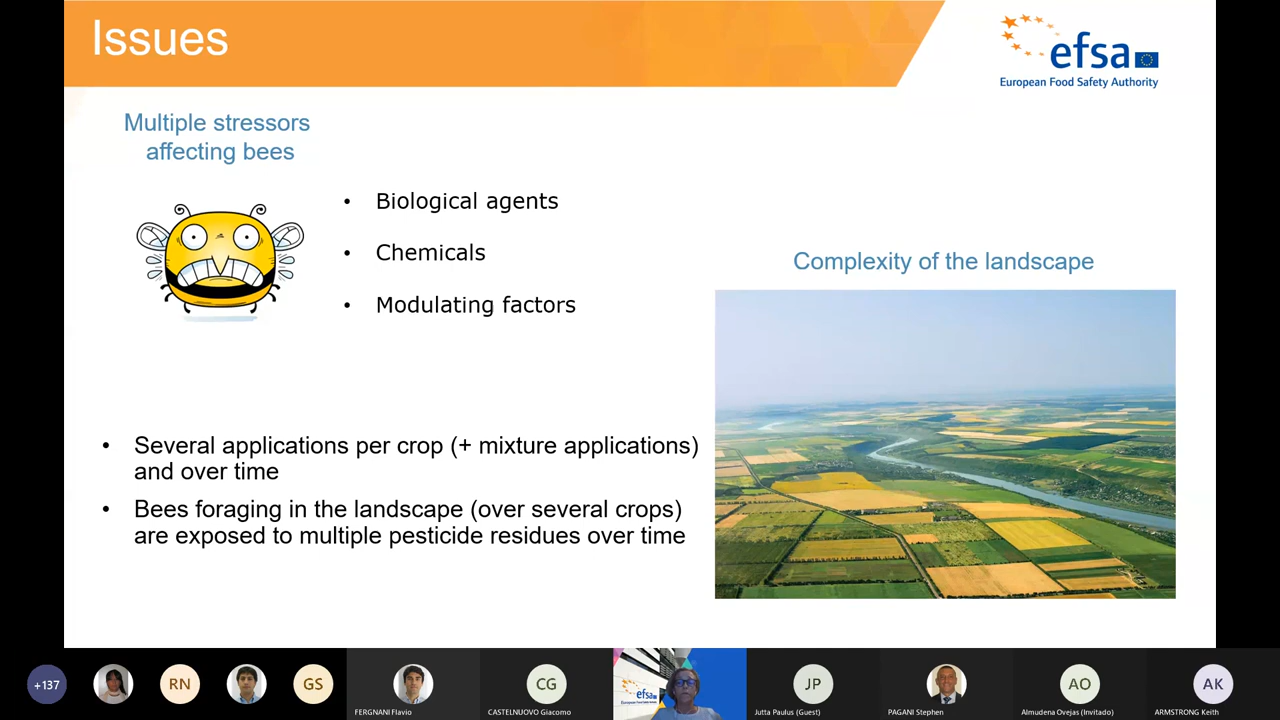 Issues
efsa
European Food Safety Authority
Multiple stressors
affecting bees
• Biological agents
• Chemicals
• Modulating factors
Complexity of the landscape
• Several applications per crop (+ mixture applications)
and over time
• Bees foraging in the landscape (over several crops)
are exposed to multiple pesticide residues over time
+137
RN
GS
FERGNANI Flavio
CG
CASTELNUOVO Giacomo
efsa
JP
Jutta Paulus (Guest)
PAGANI Stephen
AO
Almudena Ovejas (Invitado)
AK
ARMSTRONG Keith